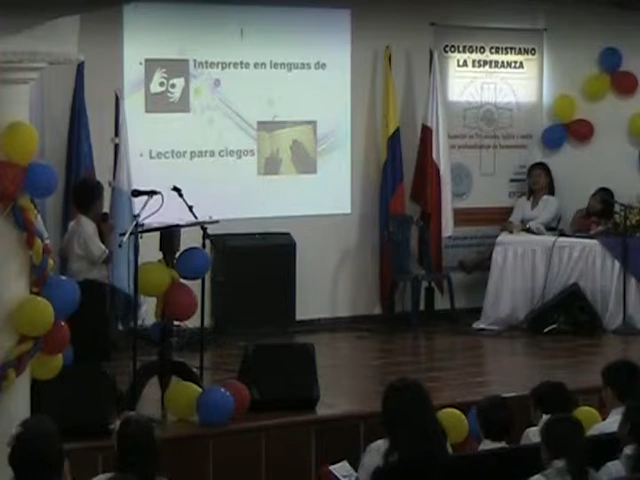 • Interprete en lenguas de
• Lector para ciegos
COLEGIO CRISTIANO
LA ESPERANZA